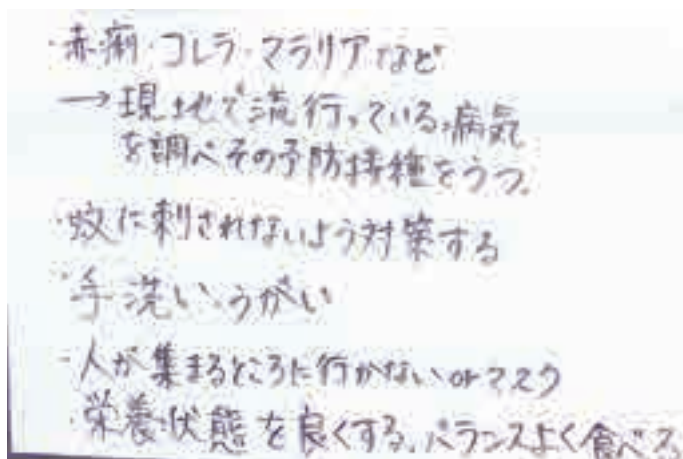 ・赤痢・コレラ・マラリアなど
→現地で流行っている病気
を調べその予防接種をうつ。
・蚊に刺されないよう対策する
・手洗い、うがい
・人が集まるところに行かない or マスク
・栄養状態を良くする、バランスよく食べる